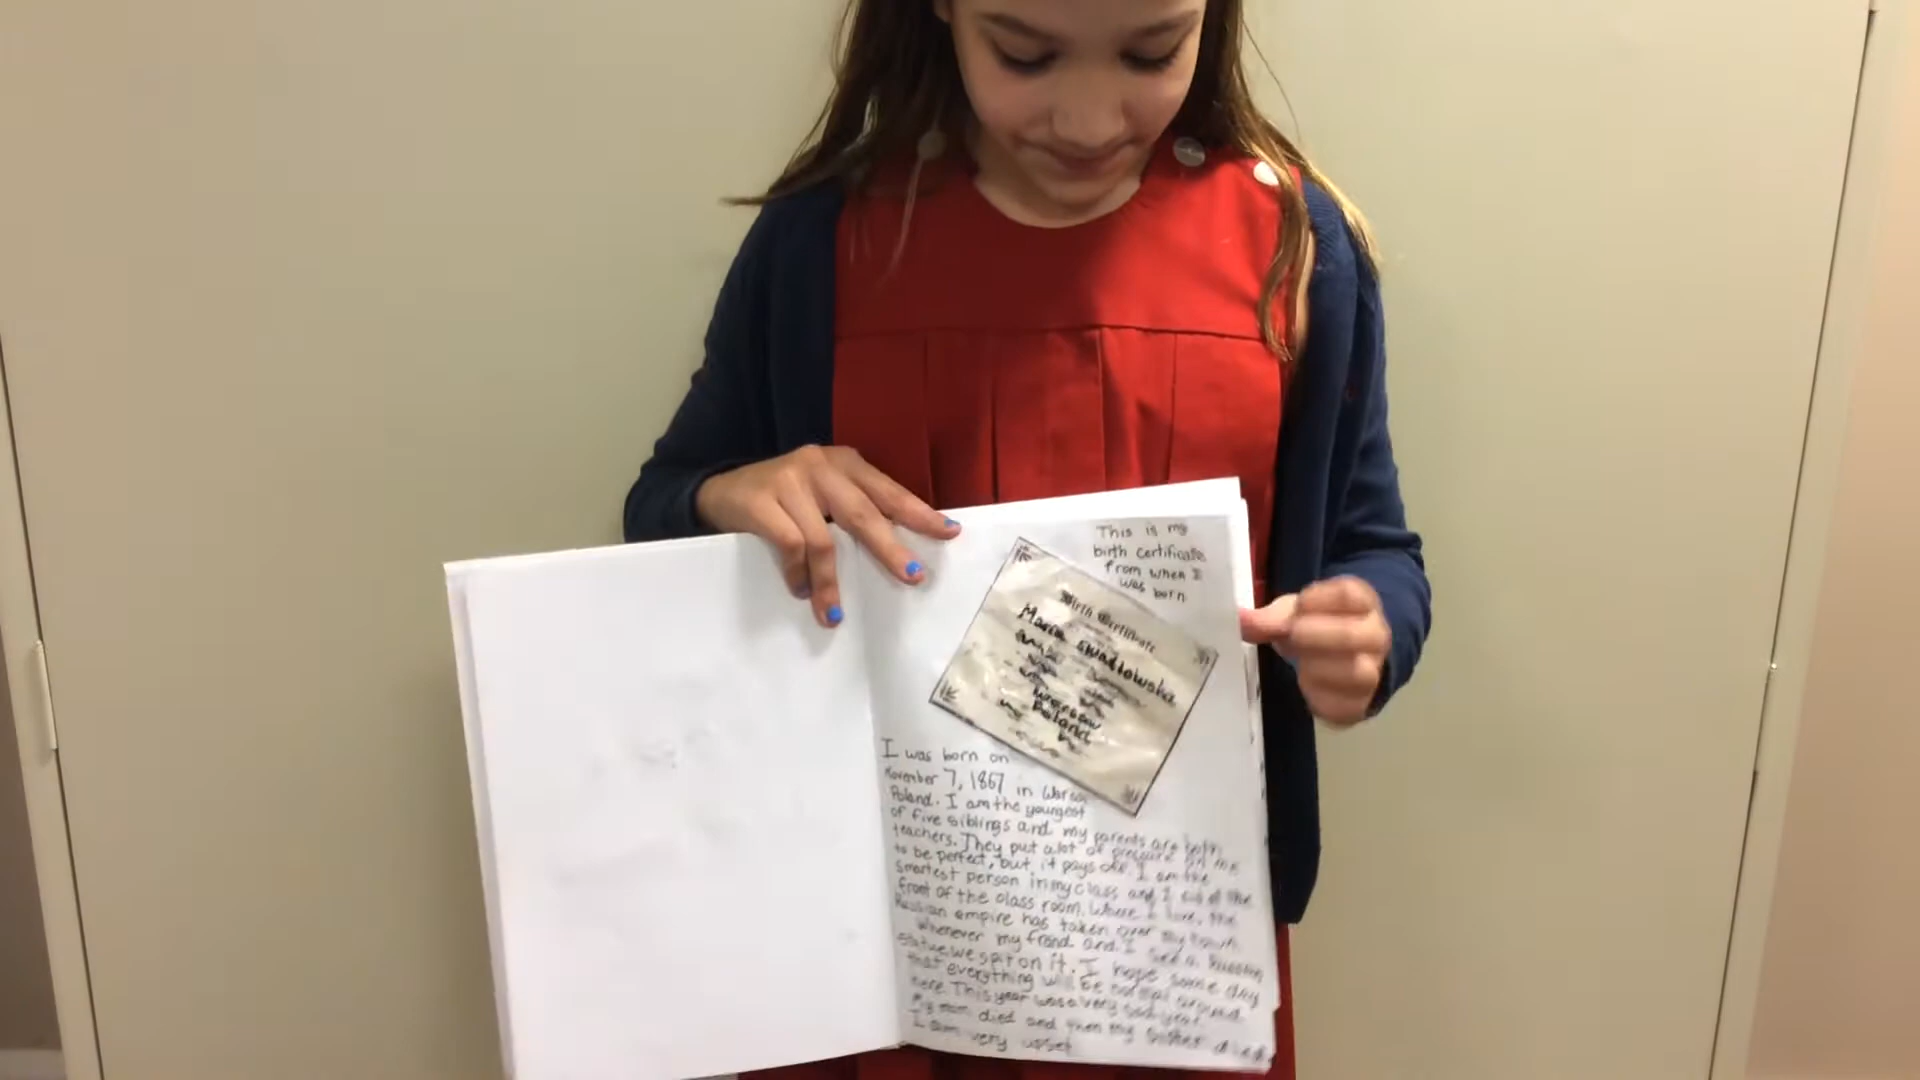 This is my
birth certificate
from when I
was born
Birth Certificate
Maria Swadlowska
Warsaw
Poland
I was born on
November 7, 1867 in Warsaw
Poland. I am the youngest
of five siblings and my parents are both
teachers. They put alot of pressure on me
to be perfect, but it pays off. I am the
smartest person in my class and I sit at the
front of the class room. Where I live, the
Russian empire has taken over my town.
Whenever my friend and I see a Russian
statue, we spit on it. I hope some day
that everything will be normal around
here. This year was a very sad year.
My mom died and then my sister died.
I am very upset